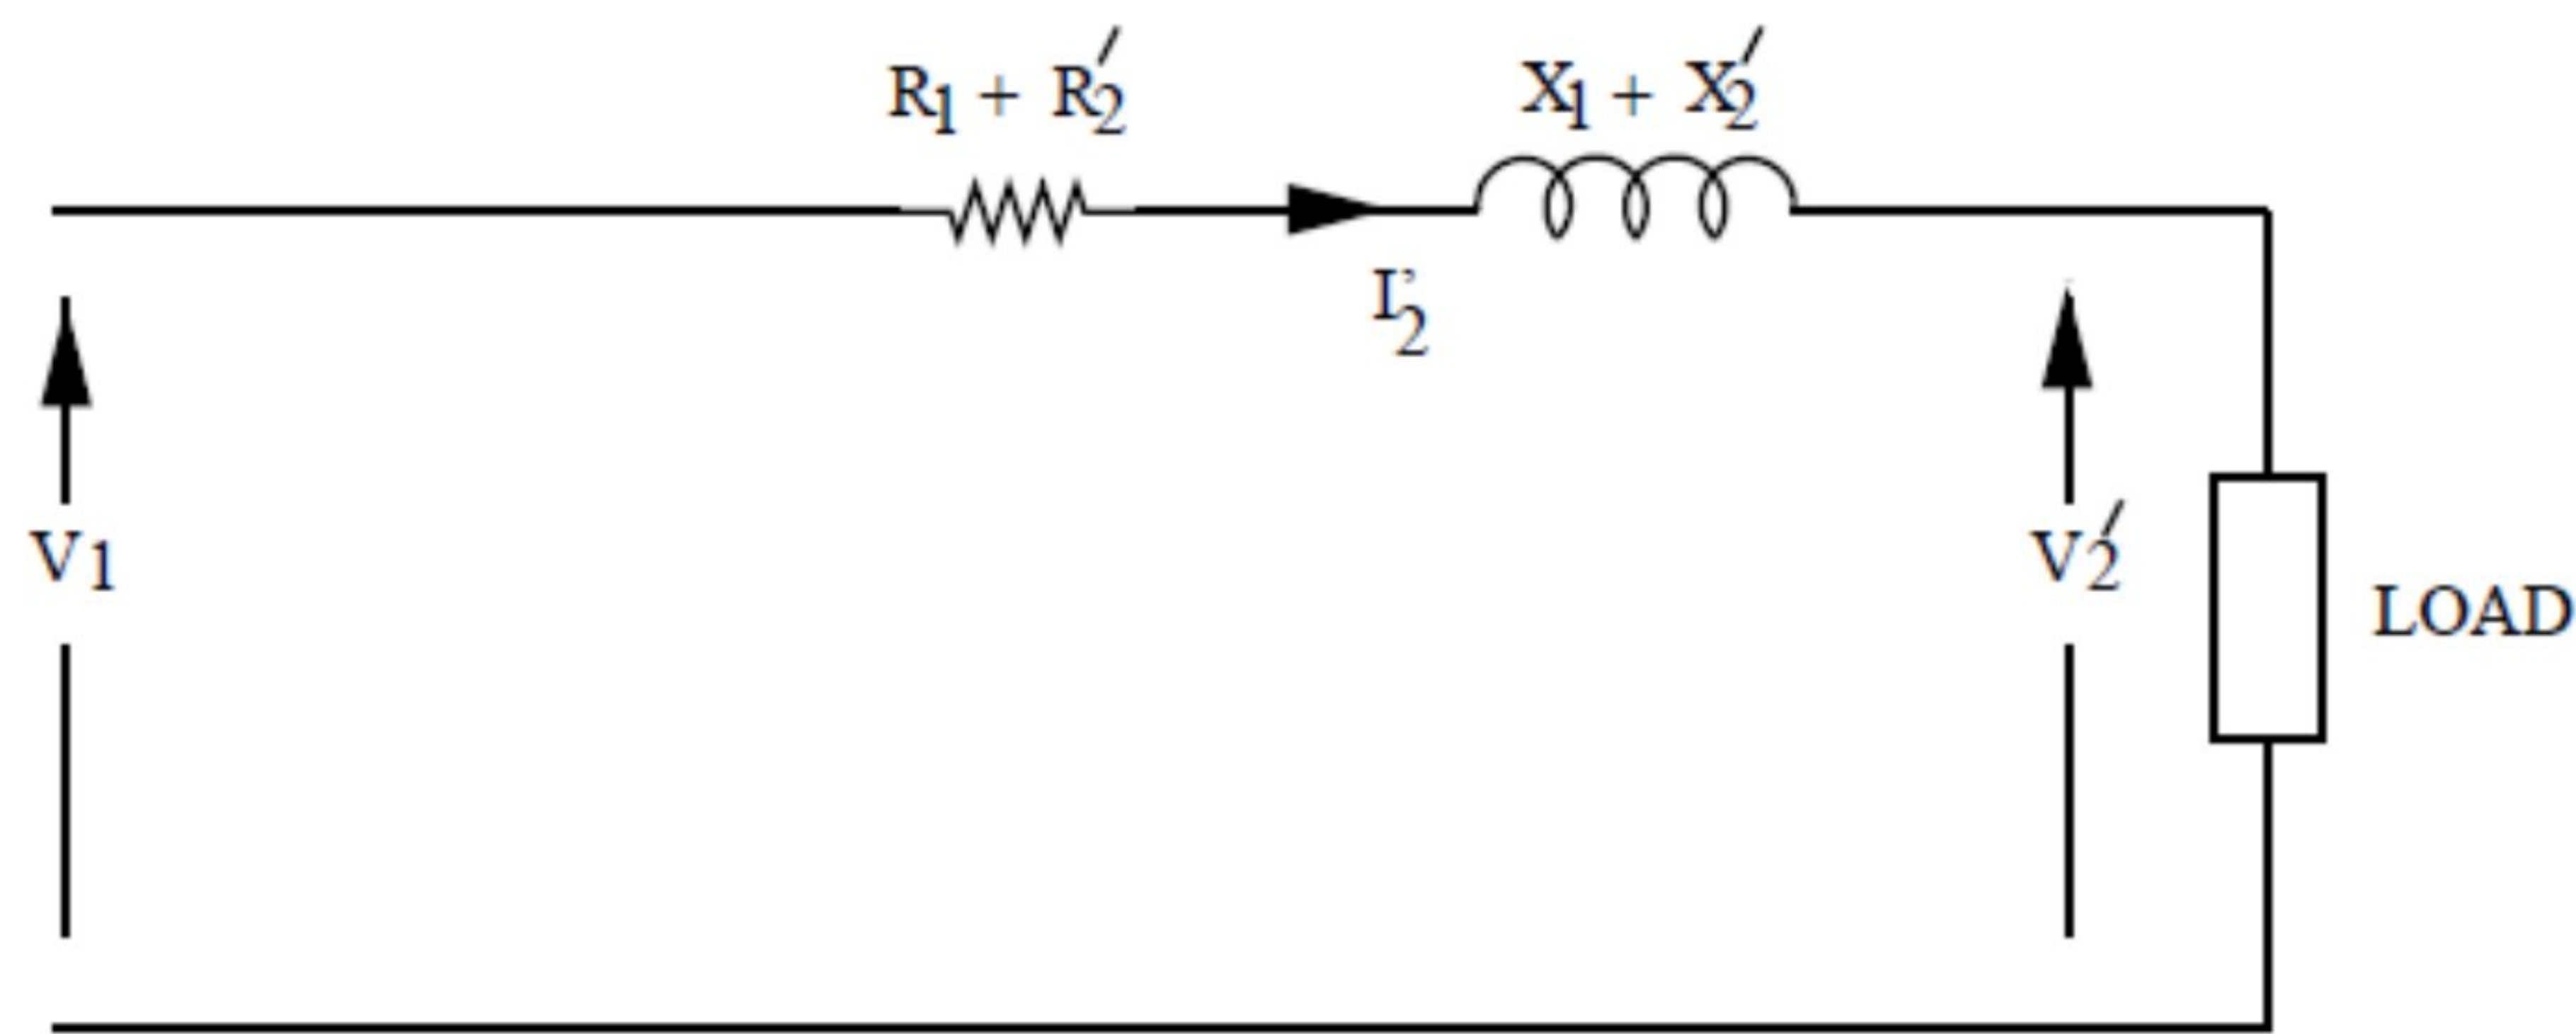 R1 + R2′
X1 + X2′
I2'
V1
V2′
LOAD